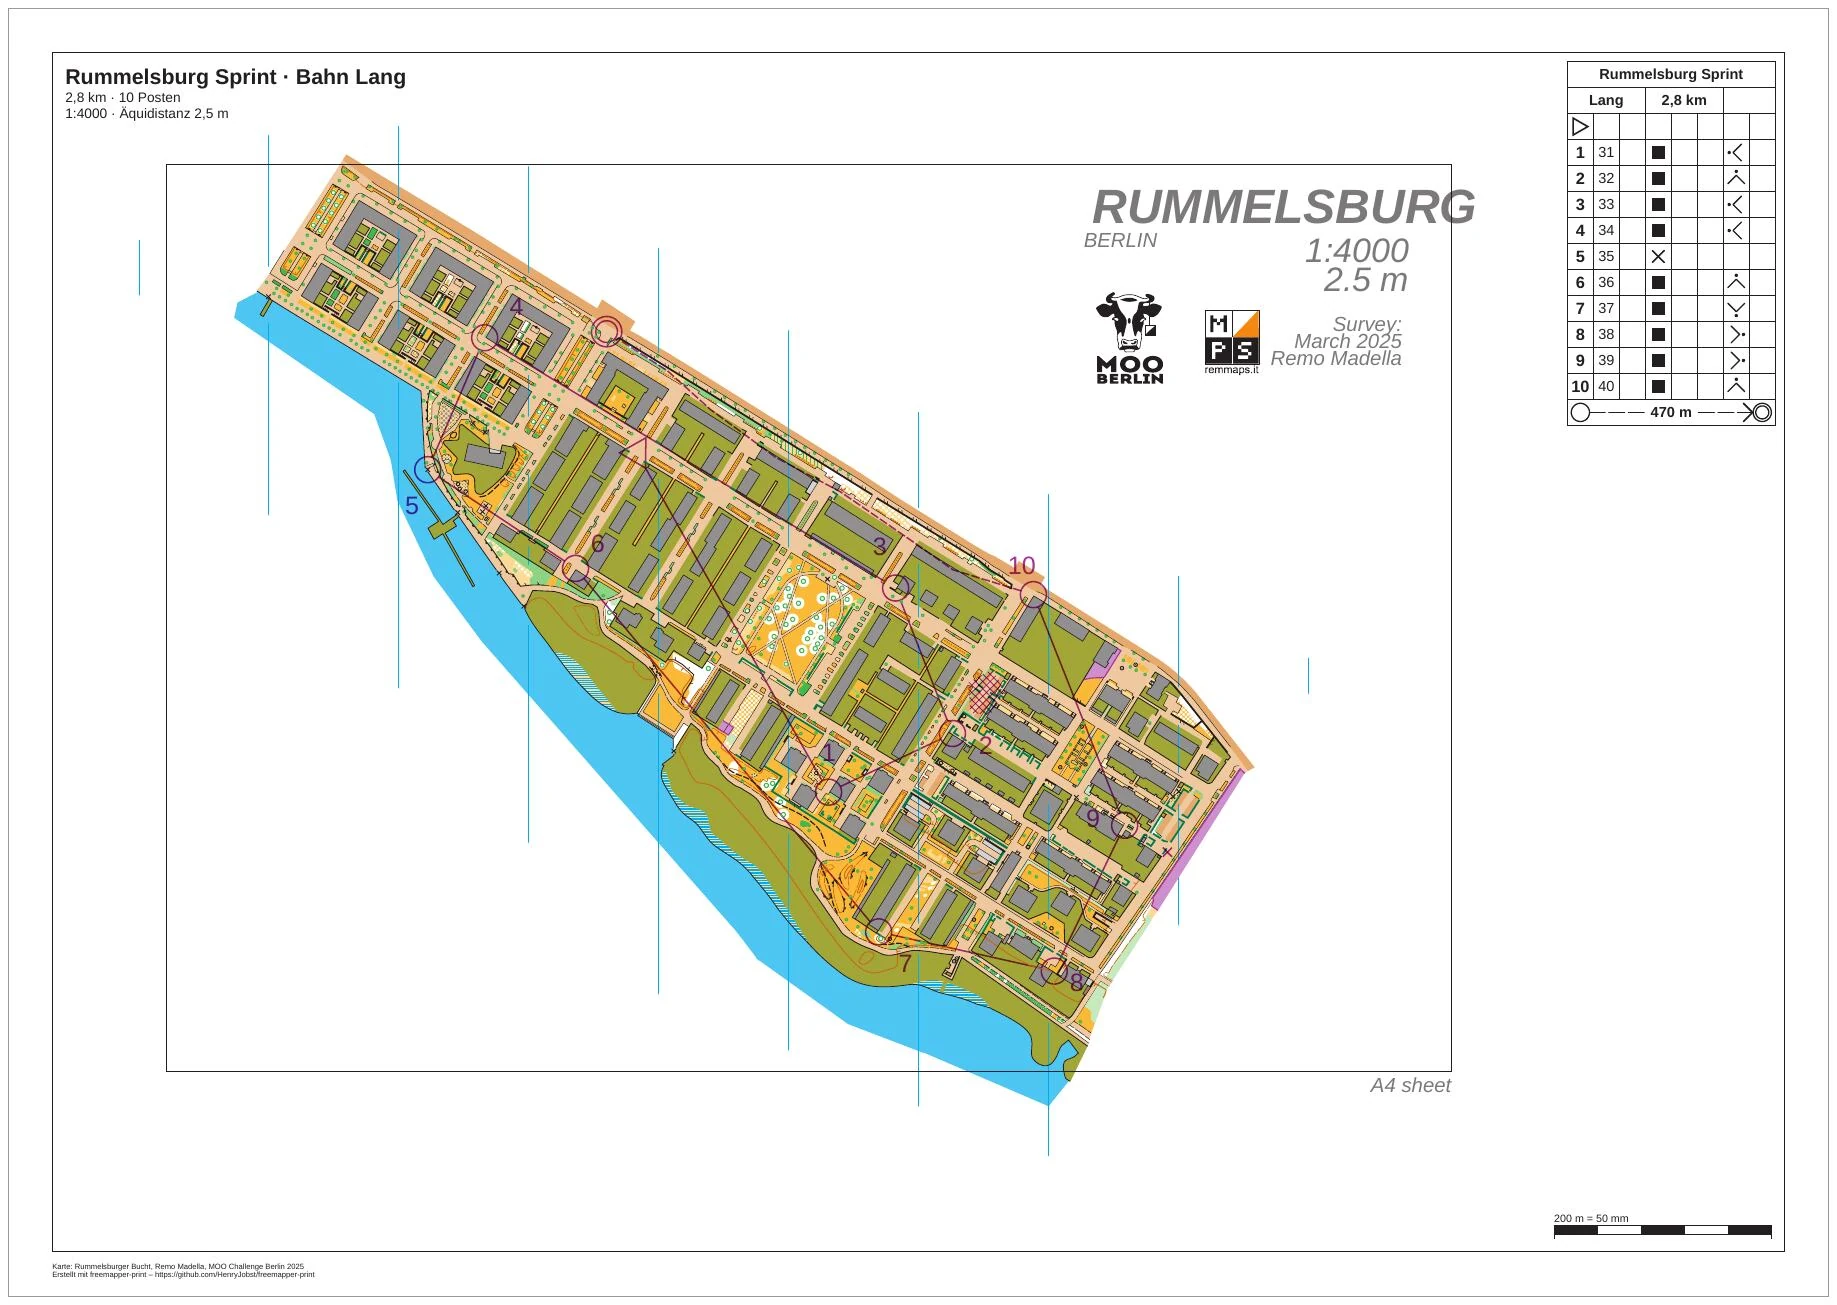 Rummelsburg Sprint · Bahn Lang
2,8 km · 10 Posten
1:4000 · Äquidistanz 2,5 m
Rummelsburg Sprint
Lang 2,8 km
1 31
2 32
3 33
4 34
5 35
6 36
7 37
8 38
9 39
10 40
470 m
RUMMELSBURG
BERLIN
1:4000
2.5 m
MOO
BERLIN
M
PS
remmaps.it
Survey:
March 2025
Remo Madella
4
3
10
5
6
2
1
9
7
8
A4 sheet
200 m = 50 mm
Karte: Rummelsburger Bucht, Remo Madella, MOO Challenge Berlin 2025
Erstellt mit freemapper-print – https://github.com/HenryJobst/freemapper-print